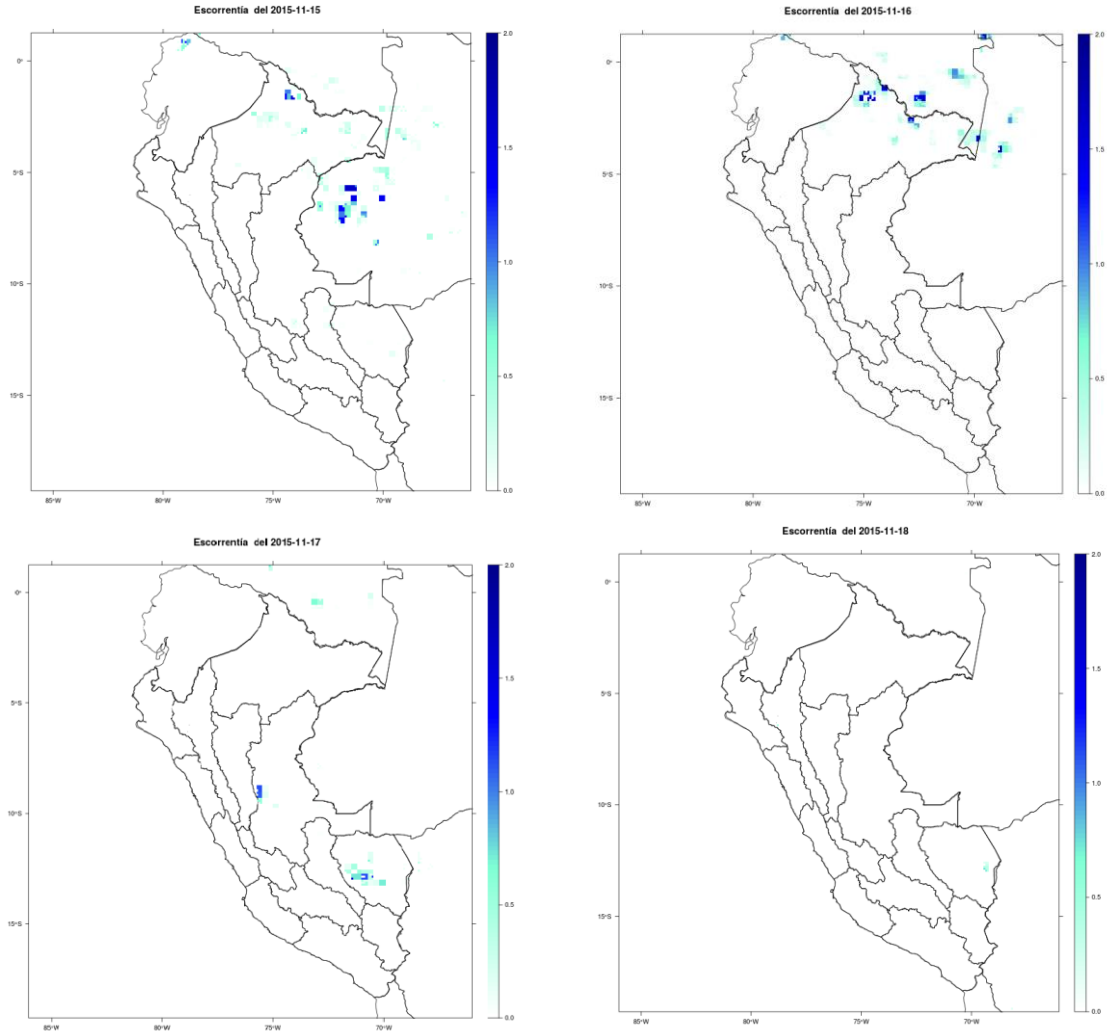 Escorrentía del 2015-11-15
2.0
1.5
1.0
0.5
0.0
0°
5°S
10°S
15°S
85°W
80°W
75°W
70°W
Escorrentía del 2015-11-16
2.0
1.5
1.0
0.5
0.0
0°
5°S
10°S
15°S
85°W
80°W
75°W
70°W
Escorrentía del 2015-11-17
2.0
1.5
1.0
0.5
0.0
0°
5°S
10°S
15°S
85°W
80°W
75°W
70°W
Escorrentía del 2015-11-18
2.0
1.5
1.0
0.5
0.0
0°
5°S
10°S
15°S
85°W
80°W
75°W
70°W